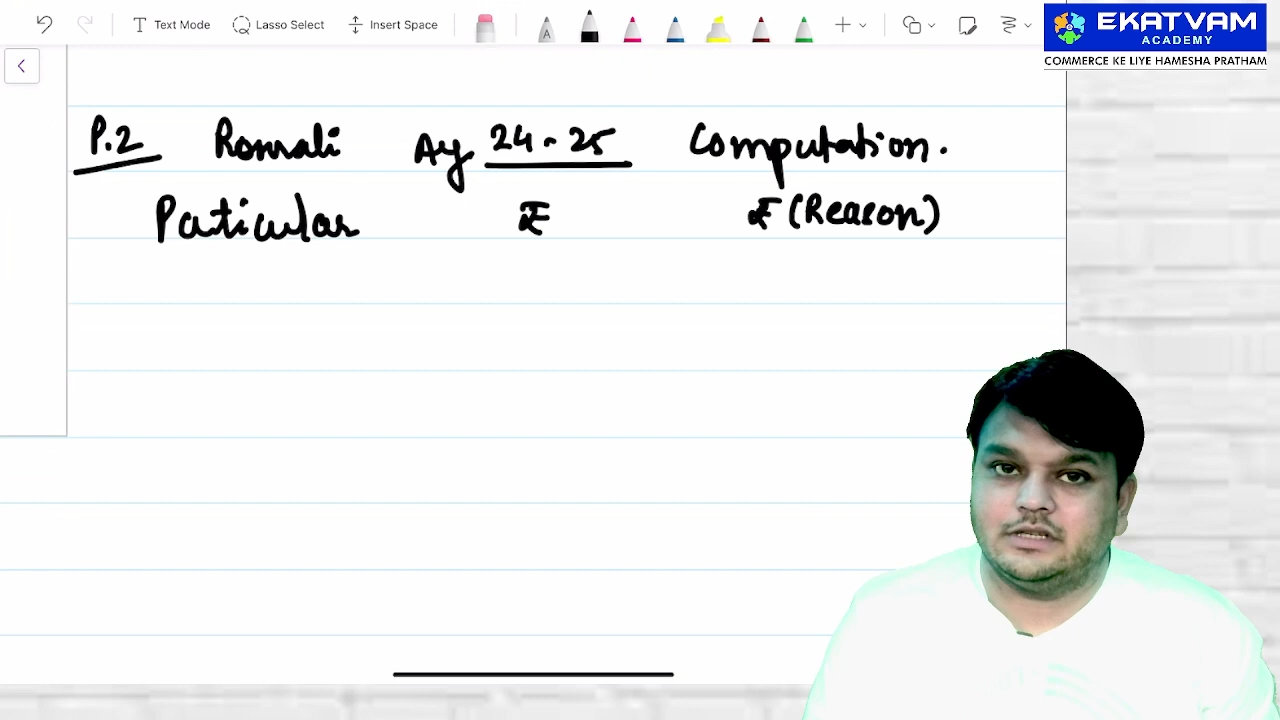 Text Mode Lasso Select Insert Space
EKATVAM
ACADEMY
COMMERCE KE LIYE HAMESHA PRATHAM
P.2 Romali Ay 24-25 Computation.
Paticular ₹ ₹ (Reason)